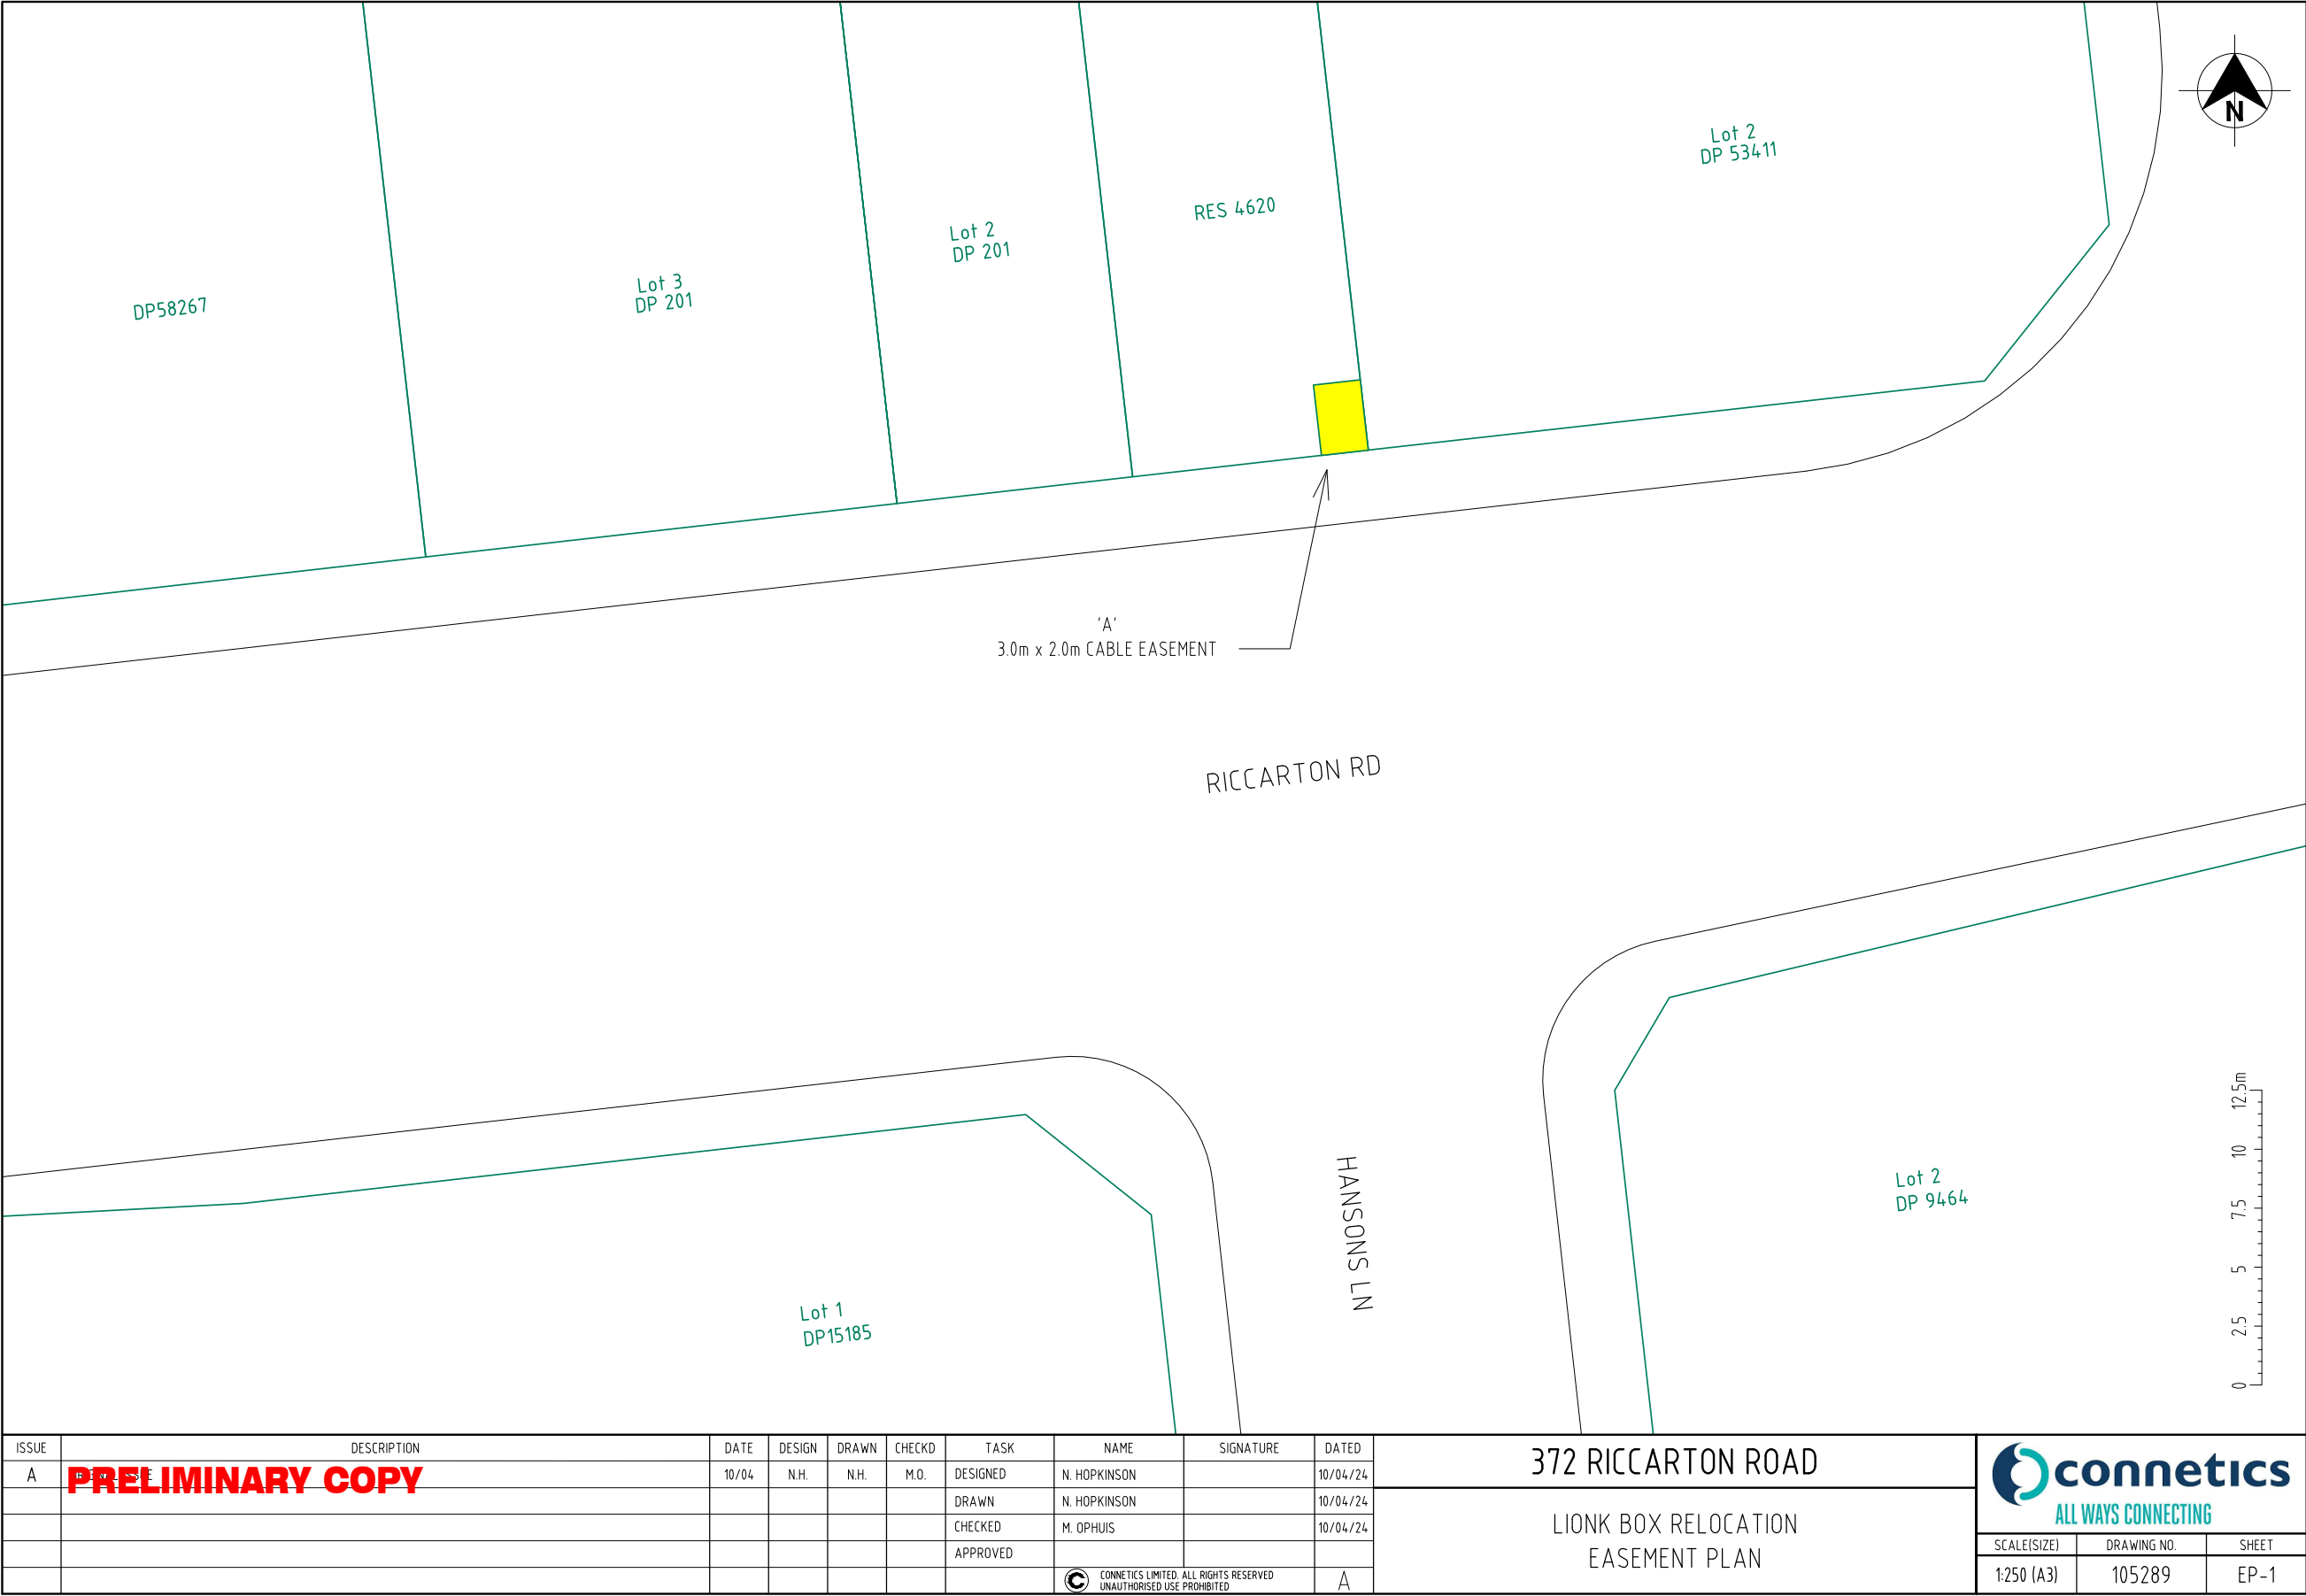 N
Lot 2
DP 53411
RES 4620
Lot 2
DP 201
Lot 3
DP 201
DP58267
'A'
3.0m x 2.0m CABLE EASEMENT
RICCARTON RD
HANSONS LN
Lot 2
DP 9464
Lot 1
DP15185
12.5m
10
7.5
5
2.5
0
ISSUE DESCRIPTION DATE DESIGN DRAWN CHECKD TASK NAME SIGNATURE DATED
A ORIGINAL ISSUE 10/04 N.H. N.H. M.O. DESIGNED N. HOPKINSON 10/04/24
PRELIMINARY COPY
DRAWN N. HOPKINSON 10/04/24
CHECKED M. OPHUIS 10/04/24
APPROVED
C CONNETICS LIMITED. ALL RIGHTS RESERVED
UNAUTHORISED USE PROHIBITED
A
372 RICCARTON ROAD
LIONK BOX RELOCATION
EASEMENT PLAN
connetics
ALL WAYS CONNECTING
SCALE(SIZE) DRAWING NO. SHEET
1:250 (A3) 105289 EP-1